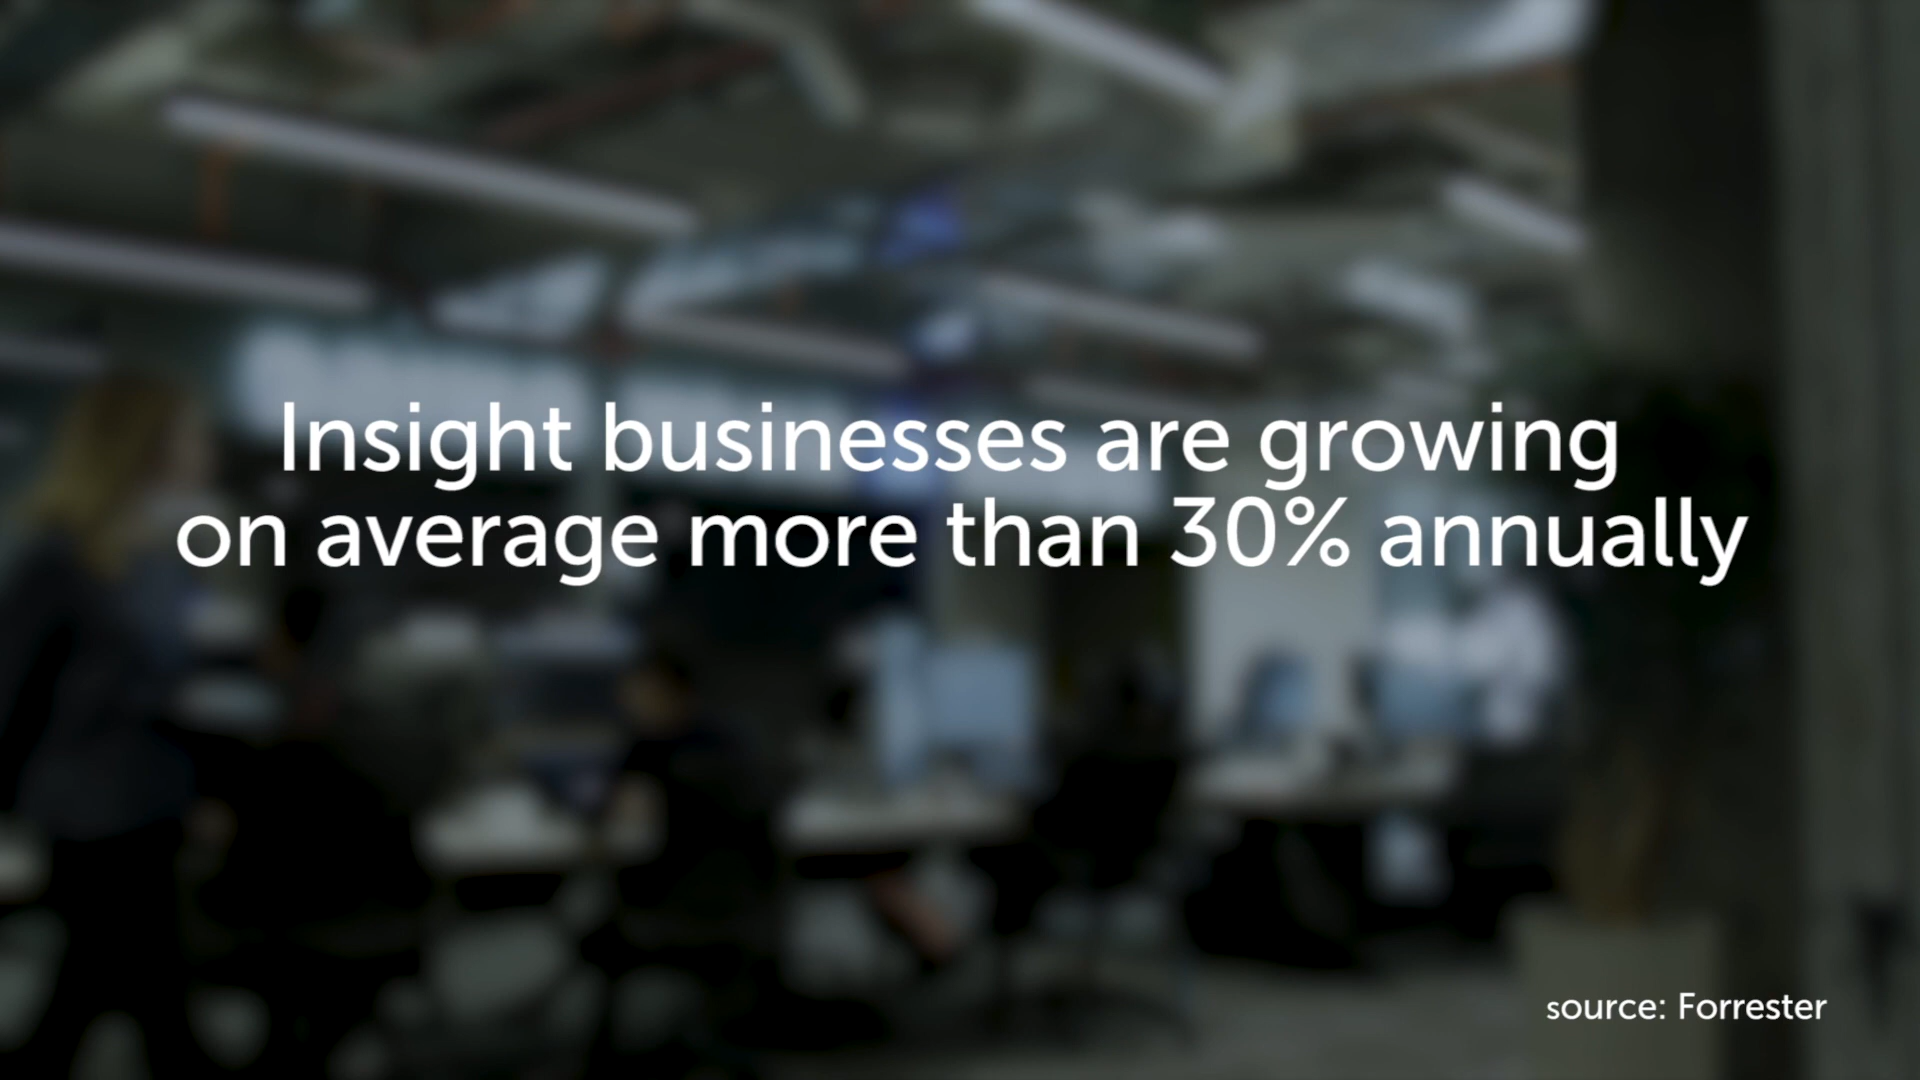 Insight businesses are growing
on average more than 30% annually
source: Forrester